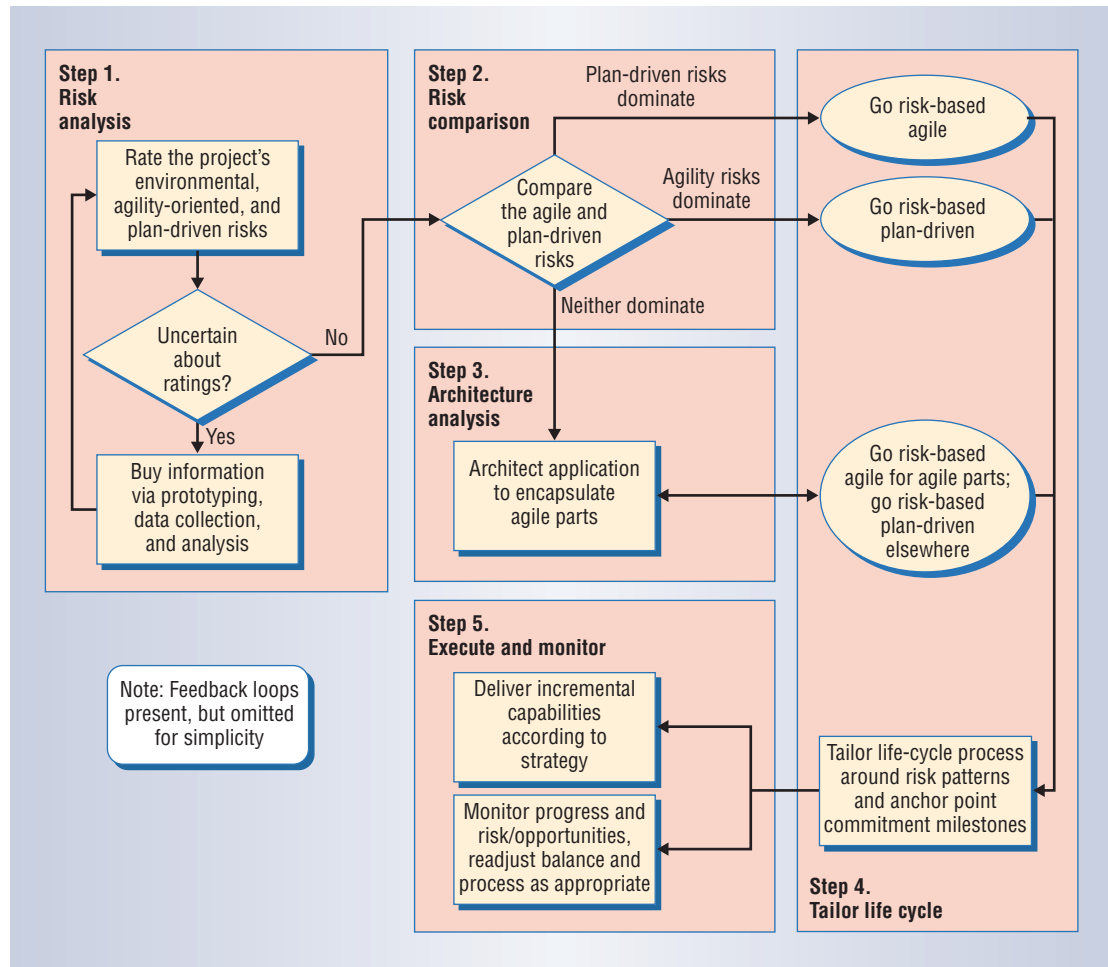 Step 1.
Risk
analysis
Rate the project's
environmental,
agility-oriented, and
plan-driven risks
Uncertain
about
ratings?
No
Yes
Buy information
via prototyping,
data collection,
and analysis
Note: Feedback loops
present, but omitted
for simplicity
Step 2.
Risk
comparison
Plan-driven risks
dominate
Compare
the agile and
plan-driven
risks
Agility risks
dominate
Neither dominate
Step 3.
Architecture
analysis
Architect application
to encapsulate
agile parts
Go risk-based
agile
Go risk-based
plan-driven
Go risk-based
agile for agile parts;
go risk-based
plan-driven
elsewhere
Tailor life-cycle process
around risk patterns
and anchor point
commitment milestones
Step 4.
Tailor life cycle
Step 5.
Execute and monitor
Deliver incremental
capabilities
according to
strategy
Monitor progress and
risk/opportunities,
readjust balance and
process as appropriate